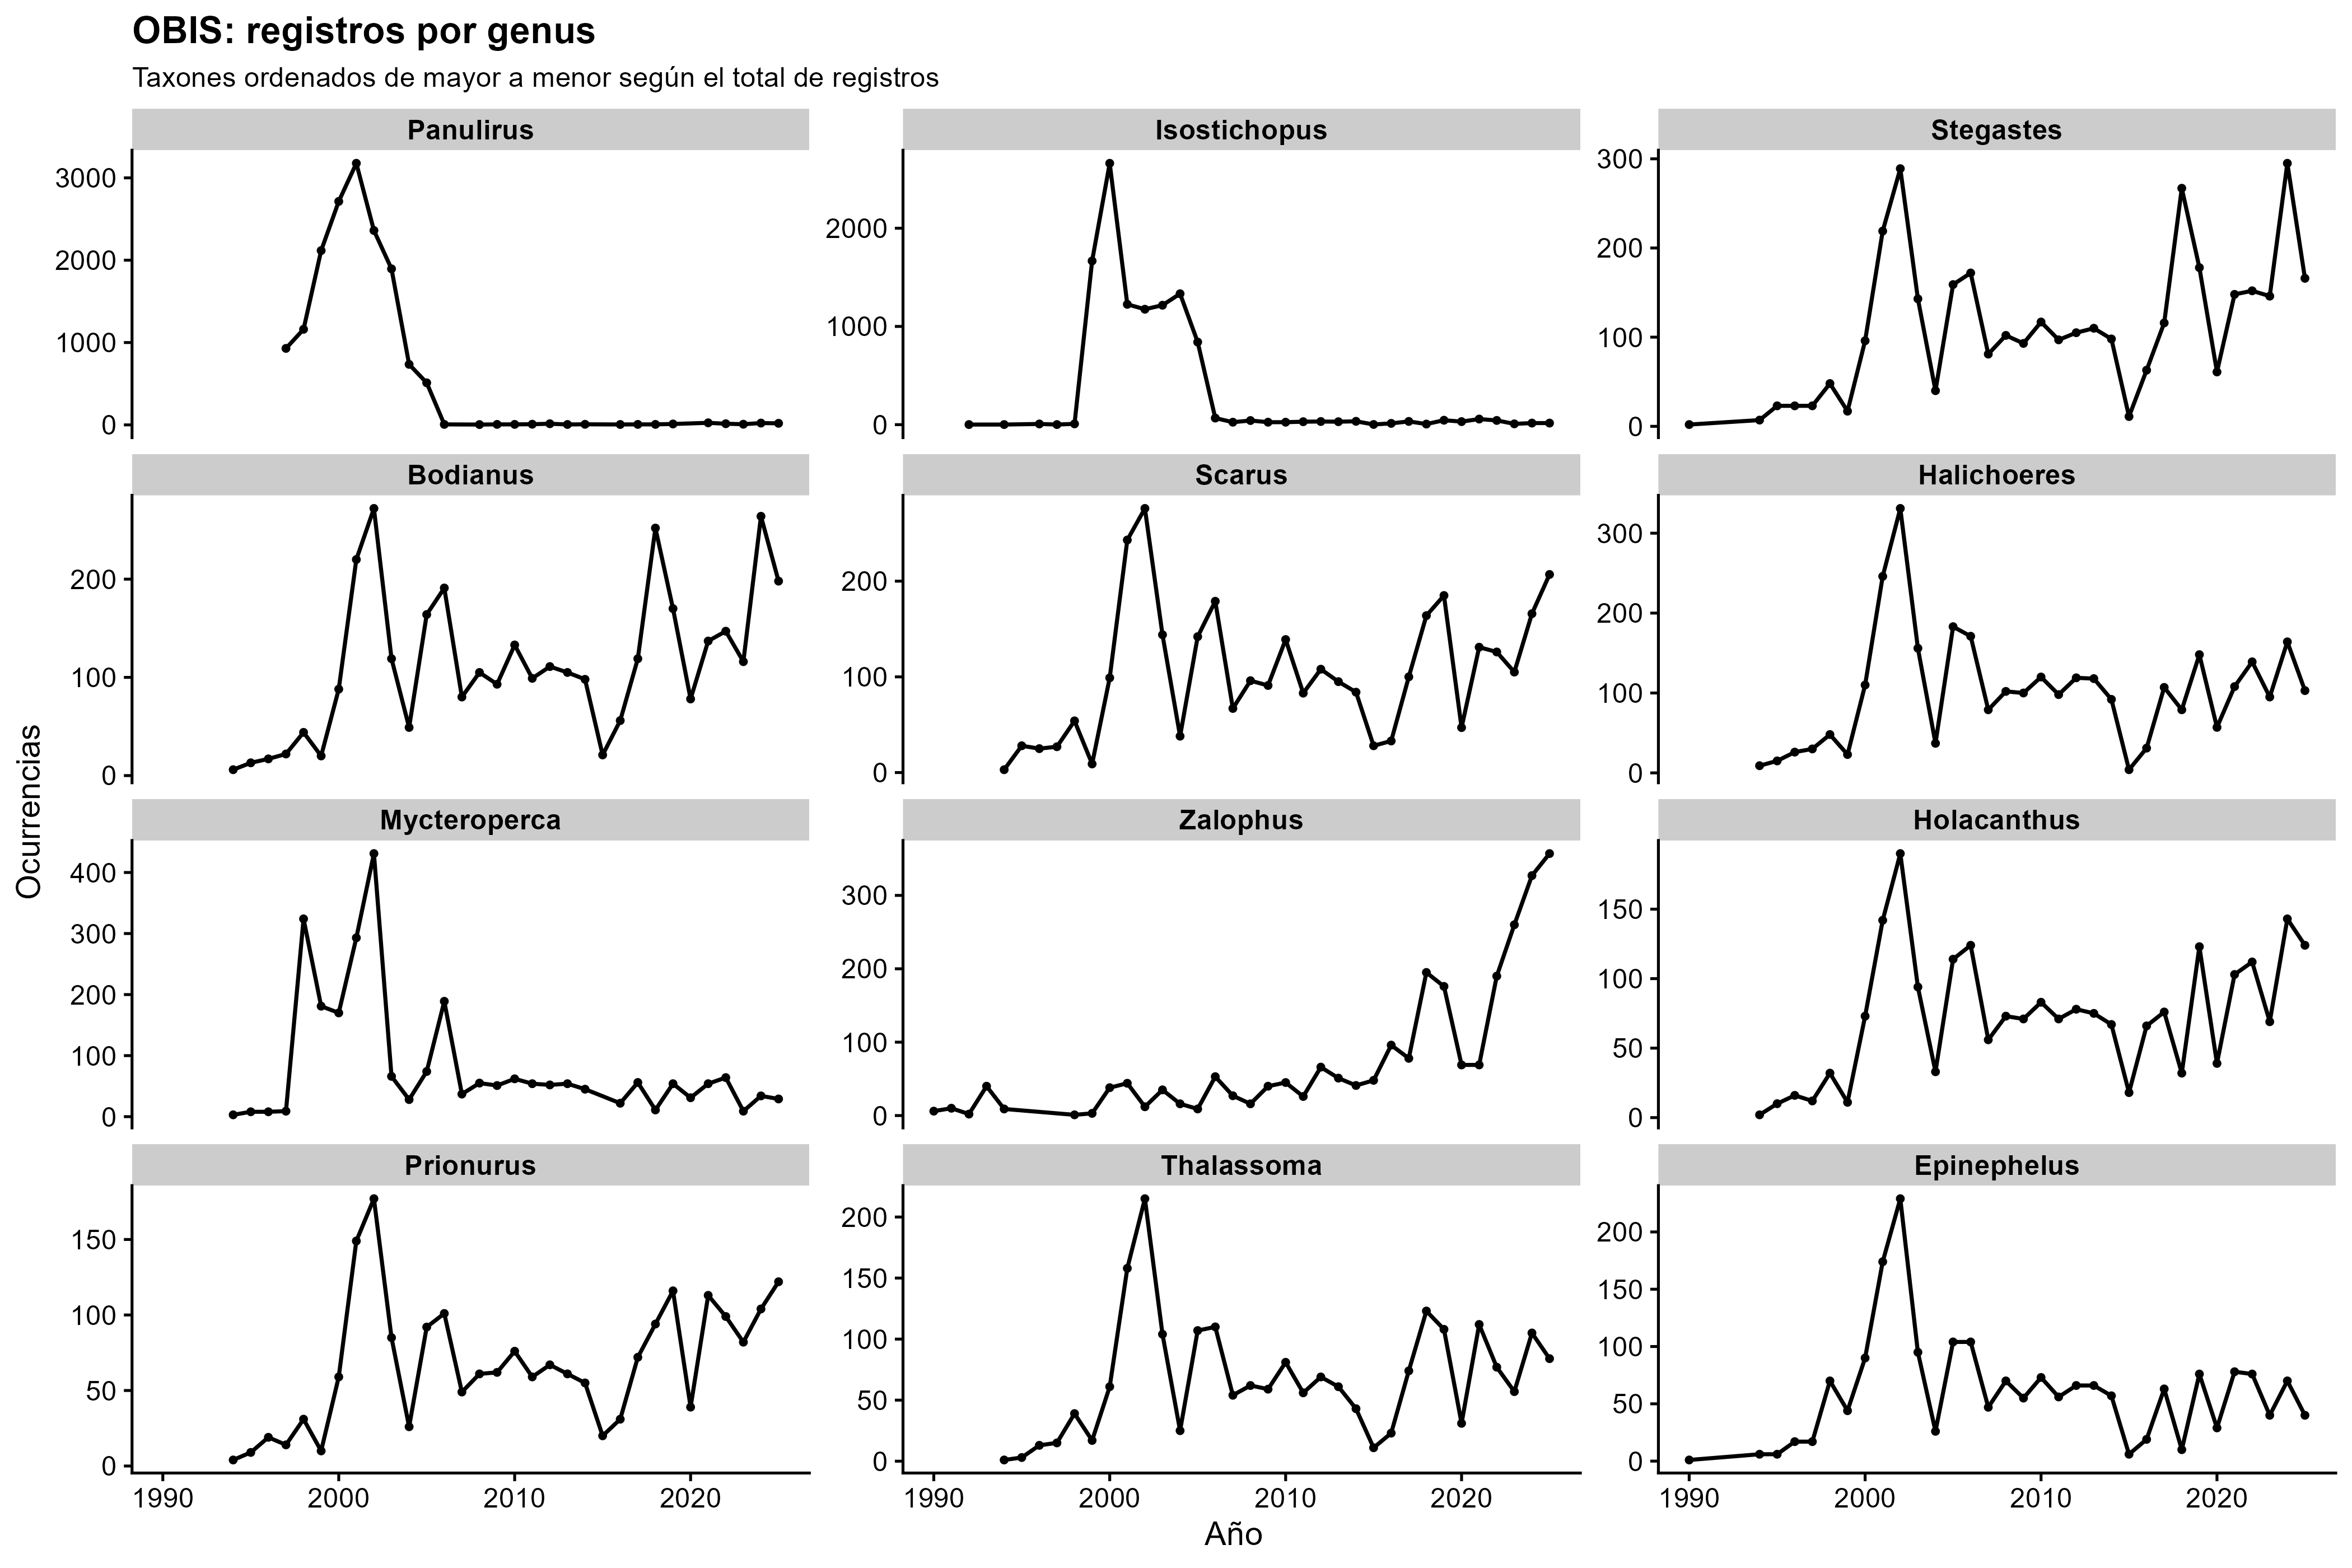 OBIS: registros por genus
Taxones ordenados de mayor a menor según el total de registros
Panulirus
Isostichopus
Stegastes
3000
2000
1000
0
2000
1000
0
300
200
100
0
Bodianus
Scarus
Halichoeres
200
100
0
200
100
0
300
200
100
0
Mycteroperca
Zalophus
Holacanthus
400
300
200
100
0
300
200
100
0
150
100
50
0
Prionurus
Thalassoma
Epinephelus
150
100
50
0
200
150
100
50
0
200
150
100
50
0
1990 2000 2010 2020
1990 2000 2010 2020
1990 2000 2010 2020
Año
Ocurrencias